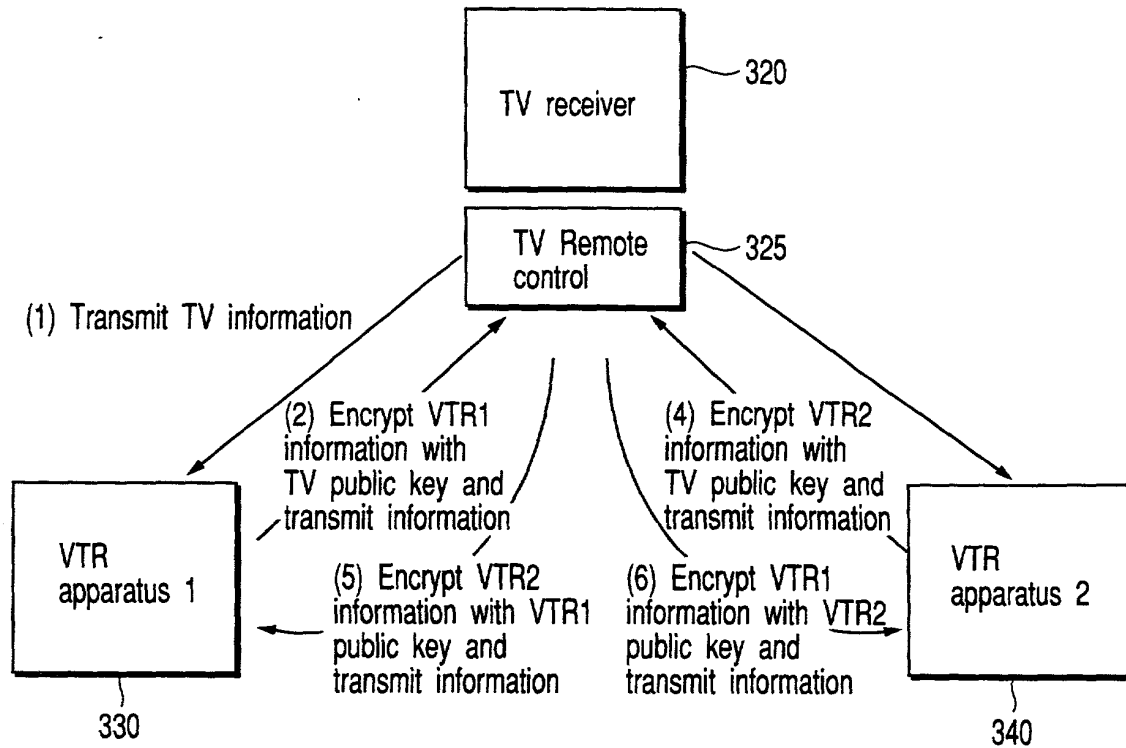 TV receiver
320
TV Remote
control
325
(1) Transmit TV information
(2) Encrypt VTR1
information with
TV public key and
transmit information
(4) Encrypt VTR2
information with
TV public key and
transmit information
VTR
apparatus 1
(5) Encrypt VTR2
information with VTR1
public key and
transmit information
(6) Encrypt VTR1
information with VTR2
public key and
transmit information
VTR
apparatus 2
330
340